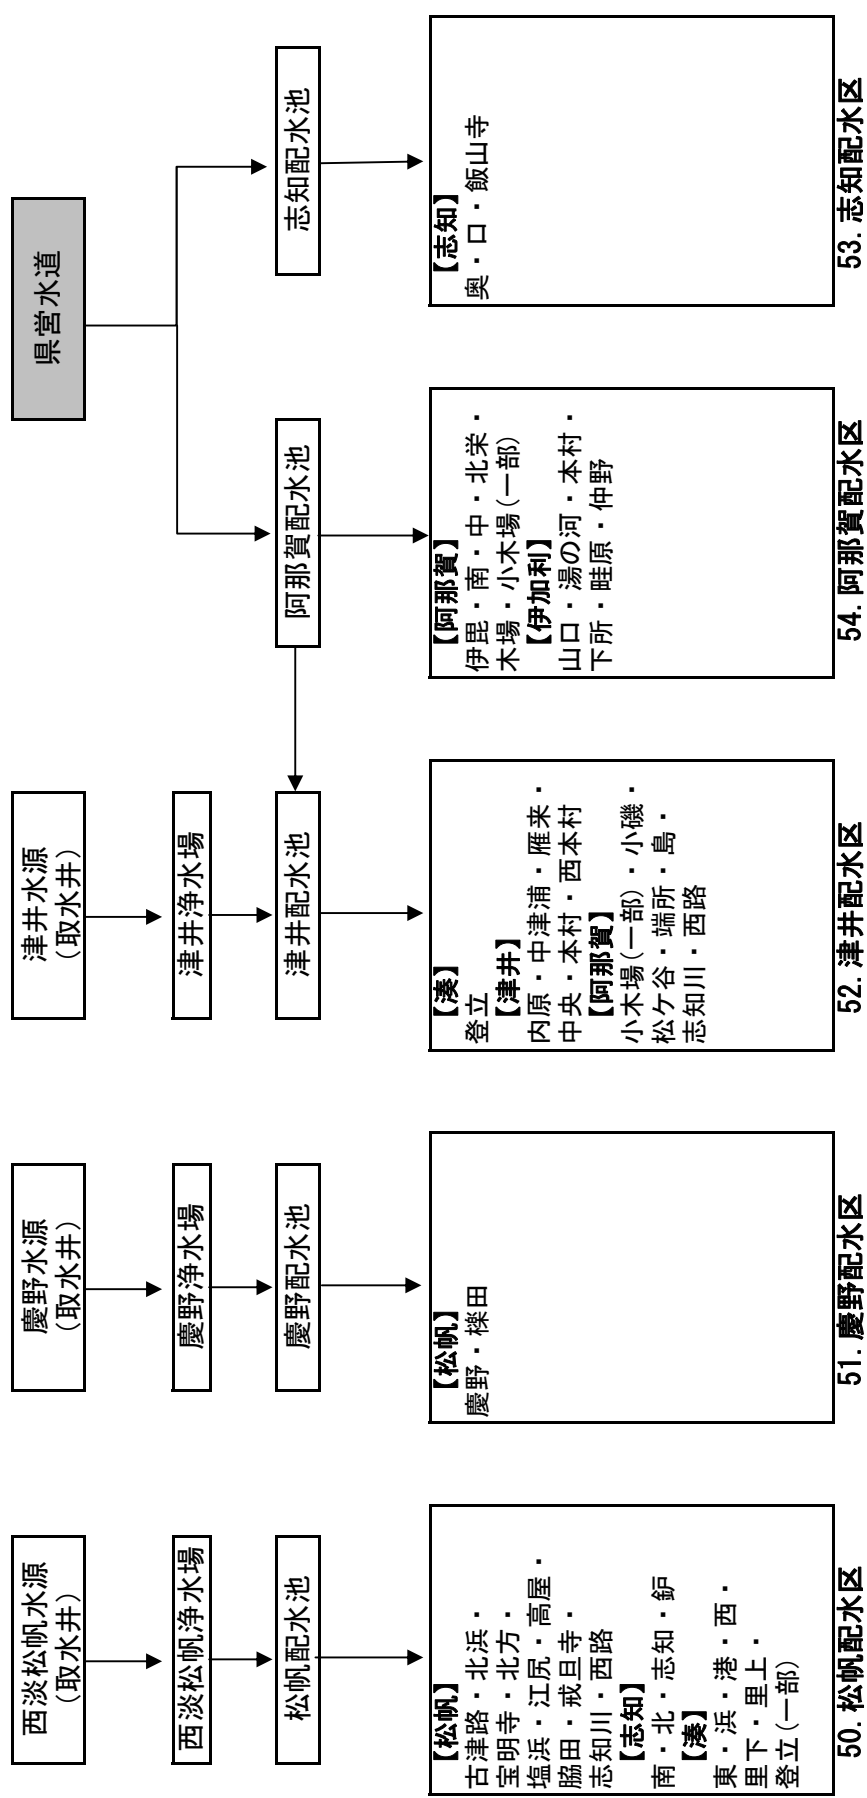 西淡松帆水源
（取水井）
西淡松帆浄水場
松帆配水池
【松帆】
古津路・北浜・
宝明寺・北方・
塩浜・江尻・高屋・
脇田・戒旦寺・
志知川・西路
【志知】
南・北・志知・鈩
【湊】
東・浜・港・西・
里下・里上・
登立(一部)
50. 松帆配水区
慶野水源
（取水井）
慶野浄水場
慶野配水池
【松帆】
慶野・檪田
51. 慶野配水区
津井水源
（取水井）
津井浄水場
津井配水池
【湊】
登立
【津井】
内原・中津浦・雁来・
中央・本村・西本村
【阿那賀】
小木場(一部)・小磯・
松ケ谷・端所・島・
志知川・西路
52. 津井配水区
県営水道
阿那賀配水池
【阿那賀】
伊毘・南・中・北栄・
木場・小木場(一部)
【伊加利】
山口・湯の河・本村・
下所・畦原・仲野
54. 阿那賀配水区
志知配水池
【志知】
奥・口・飯山寺
53. 志知配水区